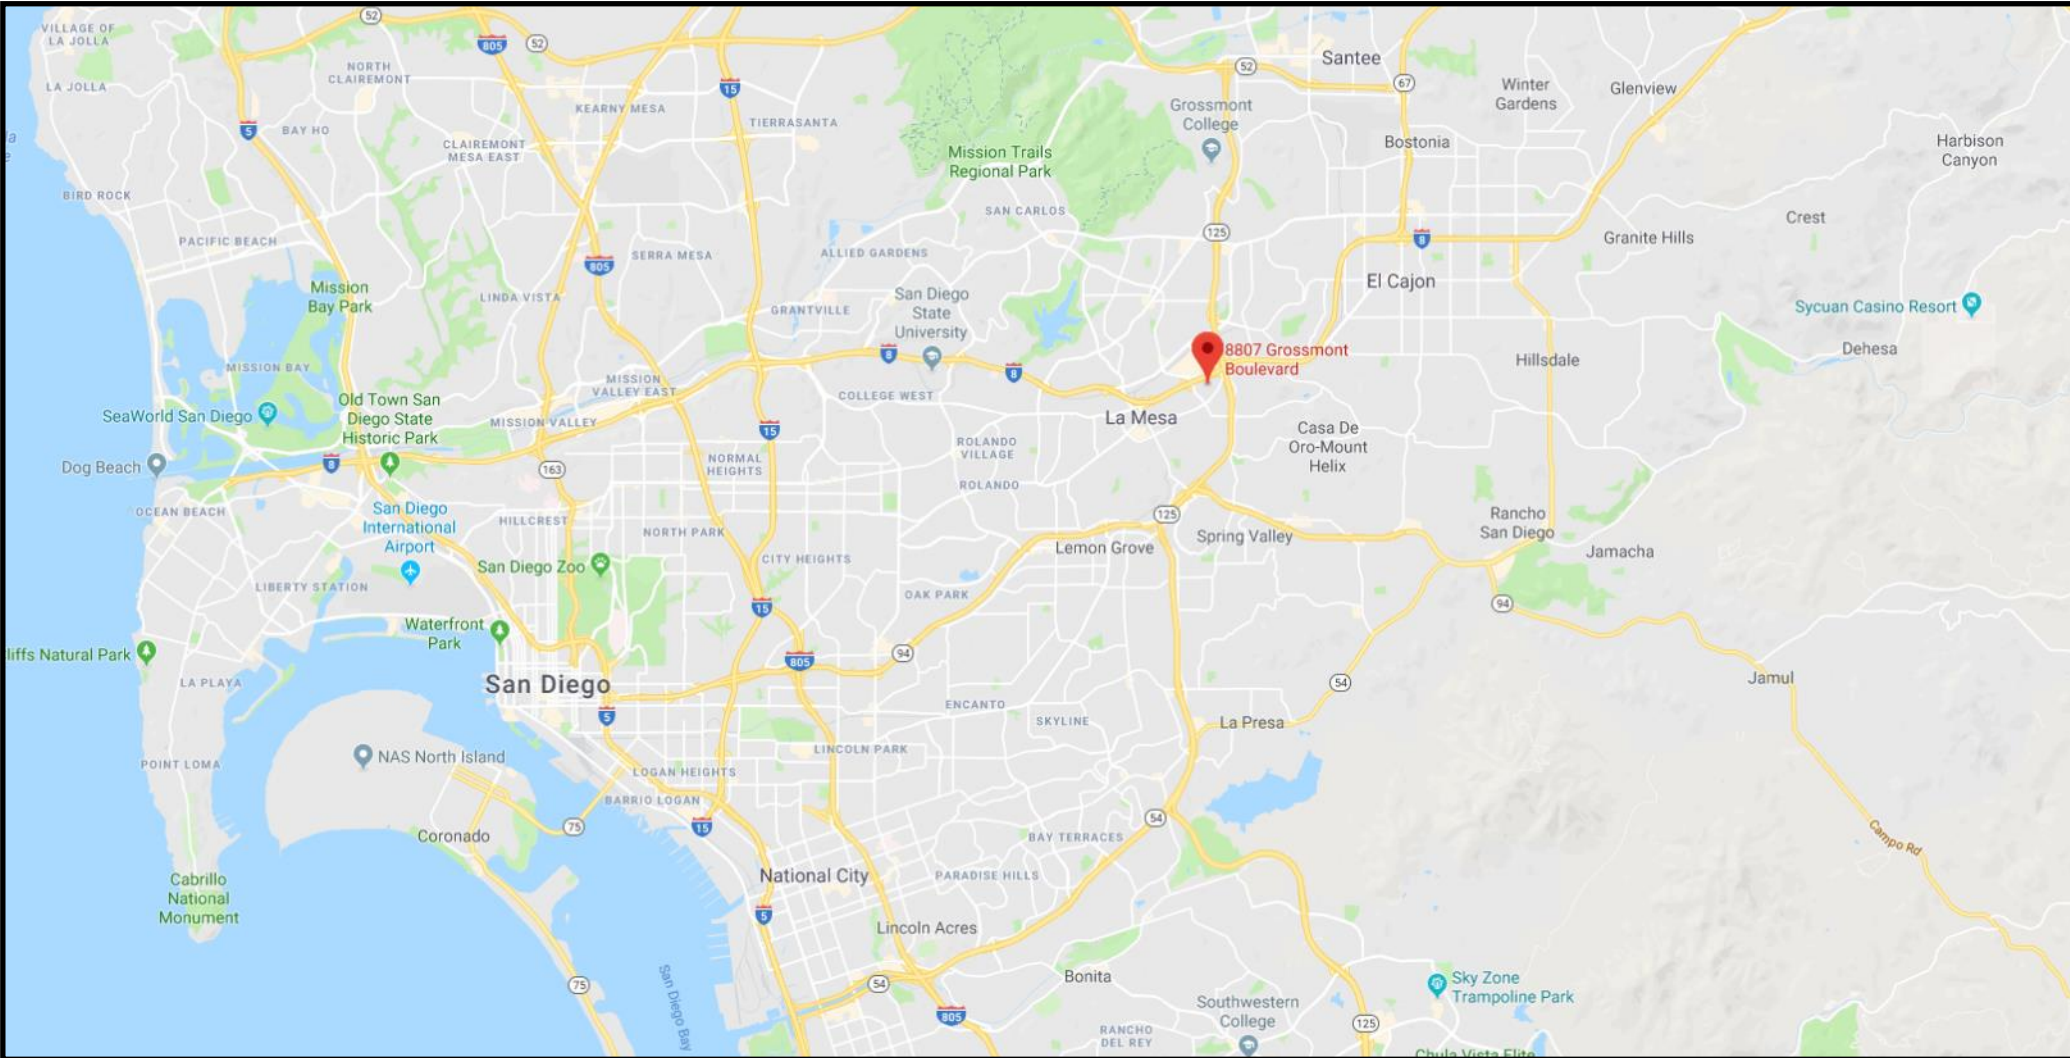 52
VILLAGE OF
LA JOLLA
805
52
NORTH
CLAIREMONT
LA JOLLA
15
KEARNY MESA
5
BAY HO
TIERRASANTA
CLAIREMONT
MESA EAST
BIRD ROCK
PACIFIC BEACH
805
SERRA MESA
ALLIED GARDENS
Mission Trails
Regional Park
SAN CARLOS
Grossmont
College
52
Santee
67
Winter
Gardens
Glenview
Bostonia
Harbison
Canyon
Crest
125
8
Granite Hills
El Cajon
Mission
Bay Park
LINDA VISTA
GRANTVILLE
San Diego
State
University
Sycuan Casino Resort
Dehesa
8
8
8807 Grossmont
Boulevard
Hillsdale
MISSION BAY
MISSION
VALLEY EAST
COLLEGE WEST
La Mesa
SeaWorld San Diego
Old Town San
Diego State
Historic Park
MISSION VALLEY
15
Casa De
Oro-Mount
Helix
ROLANDO
VILLAGE
Dog Beach
8
163
NORMAL
HEIGHTS
ROLANDO
OCEAN BEACH
San Diego
International
Airport
HILLCREST
NORTH PARK
125
Rancho
San Diego
Spring Valley
Lemon Grove
Jamacha
San Diego Zoo
CITY HEIGHTS
LIBERTY STATION
15
OAK PARK
94
Waterfront
Park
liffs Natural Park
805
94
LA PLAYA
San Diego
54
Jamul
5
ENCANTO
SKYLINE
La Presa
POINT LOMA
NAS North Island
LINCOLN PARK
LOGAN HEIGHTS
BARRIO LOGAN
15
75
Coronado
54
BAY TERRACES
Campo Rd
National City
PARADISE HILLS
Cabrillo
National
Monument
5
Lincoln Acres
San Diego Bay
75
54
Bonita
Sky Zone
Trampoline Park
805
Southwestern
College
125
RANCHO
DEL REY
Chula Vista Elite